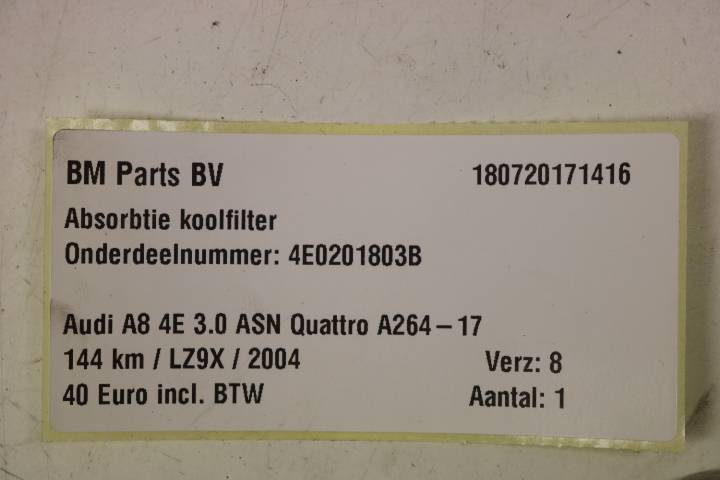 BM Parts BV 180720171416
Absorbtie koolfilter
Onderdeelnummer: 4E0201803B
Audi A8 4E 3.0 ASN Quattro A264-17
144 km / LZ9X / 2004 Verz: 8
40 Euro incl. BTW Aantal: 1